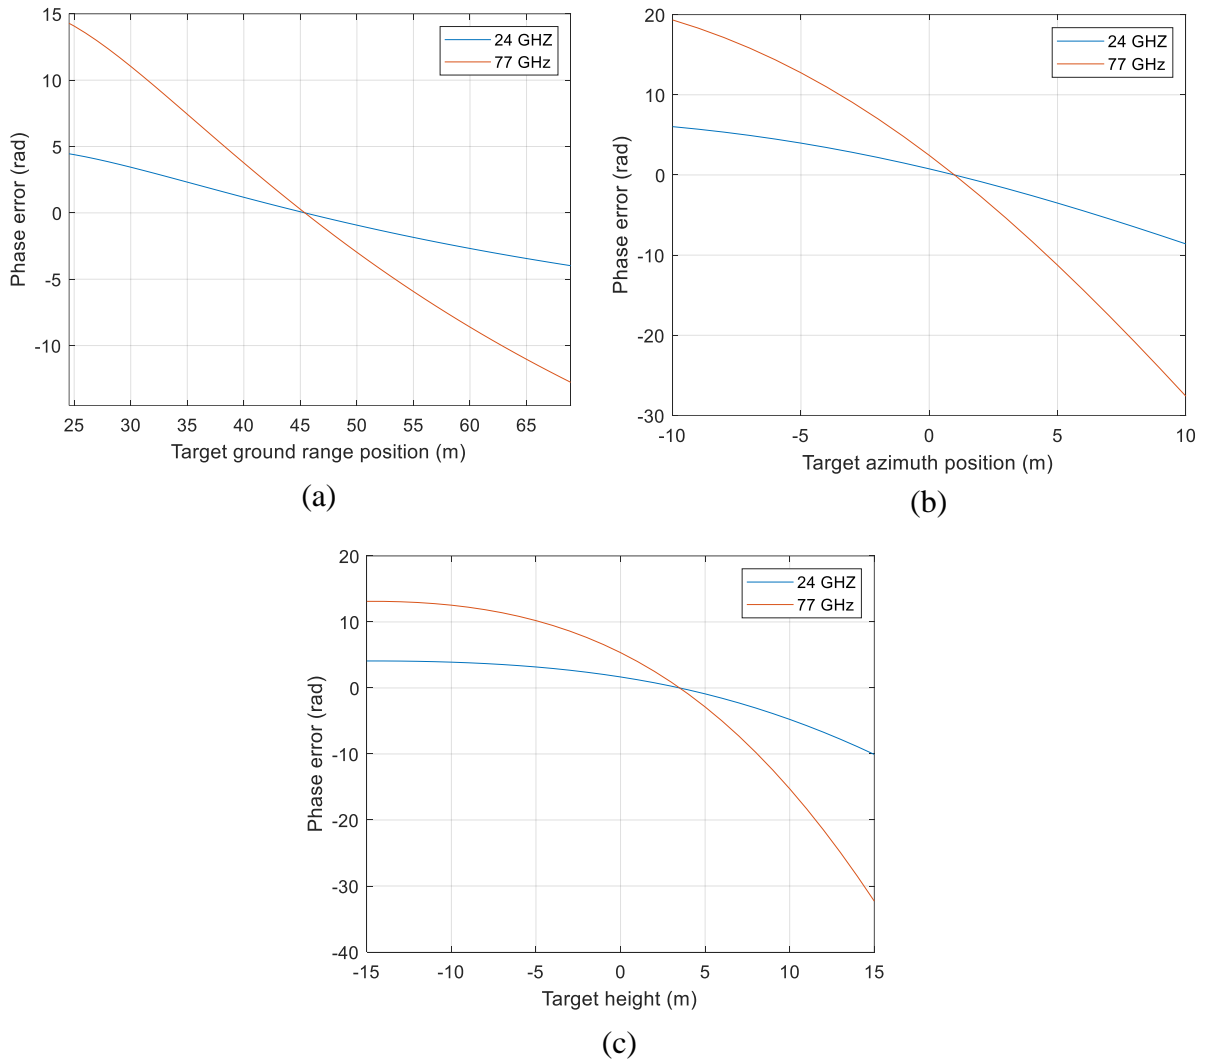 15
10
5
0
-5
-10
Phase error (rad)
24 GHZ
77 GHz
25 30 35 40 45 50 55 60 65
Target ground range position (m)
(a)
20
10
0
-10
-20
-30
Phase error (rad)
24 GHZ
77 GHz
-10 -5 0 5 10
Target azimuth position (m)
(b)
20
10
0
-10
-20
-30
-40
Phase error (rad)
24 GHZ
77 GHz
-15 -10 -5 0 5 10 15
Target height (m)
(c)